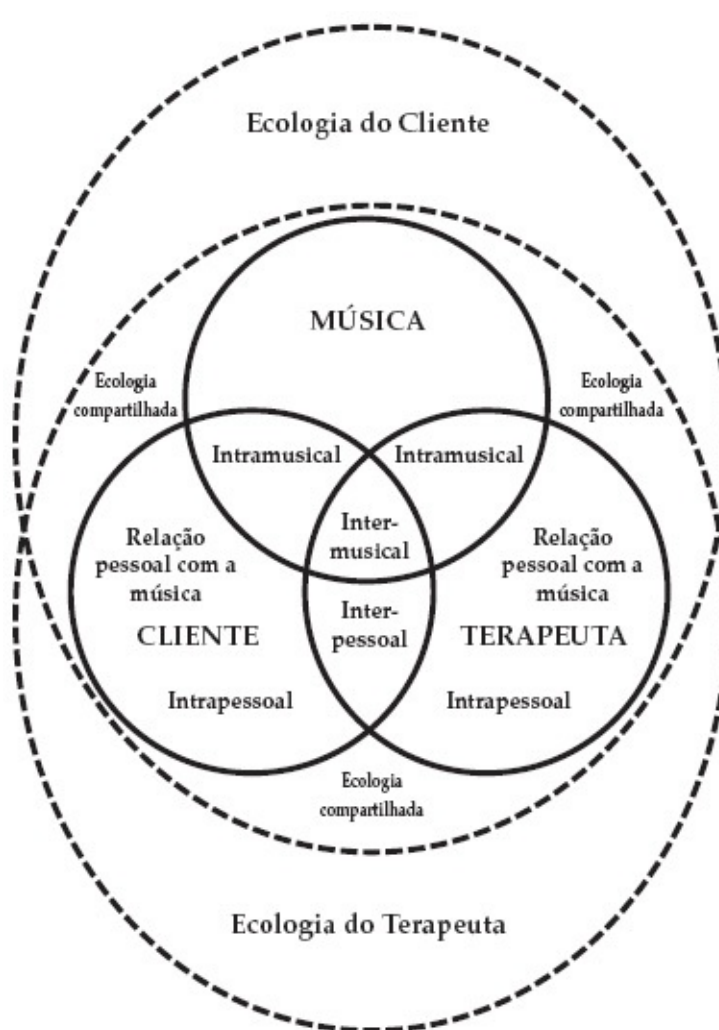 Ecologia do Cliente
MÚSICA
Ecologia
compartilhada
Ecologia
compartilhada
Intramusical
Intramusical
Inter-
musical
Relação
pessoal com a
música
Relação
pessoal com a
música
Inter-
pessoal
CLIENTE
TERAPEUTA
Intrapessoal
Intrapessoal
Ecologia
compartilhada
Ecologia do Terapeuta